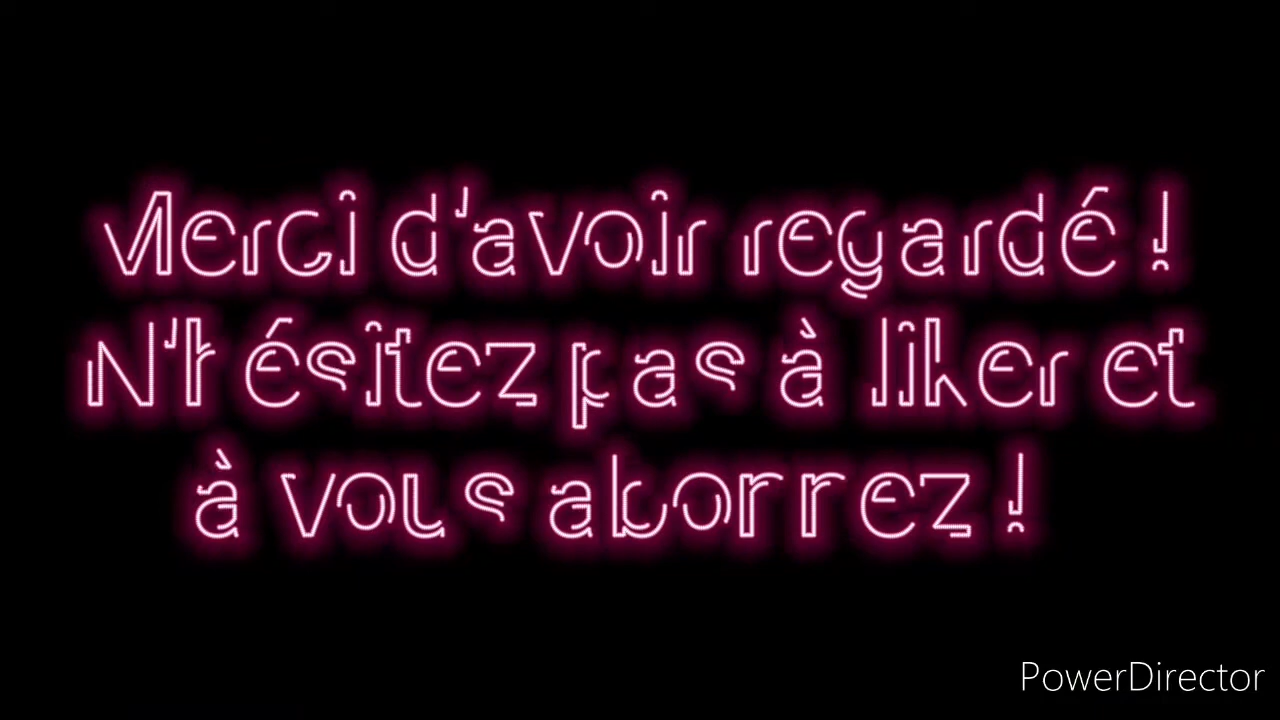 Merci d'avoir regardé !
N'hésitez pas à liker et
à vous abonnez !
PowerDirector